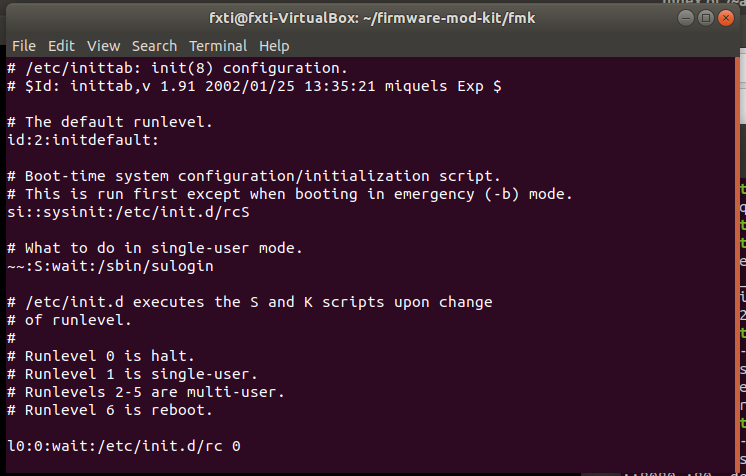 fxti@fxti-VirtualBox: ~/firmware-mod-kit/fmk
File Edit View Search Terminal Help
# /etc/inittab: init(8) configuration.
# $Id: inittab,v 1.91 2002/01/25 13:35:21 miquels Exp $
# The default runlevel.
id:2:initdefault:
# Boot-time system configuration/initialization script.
# This is run first except when booting in emergency (-b) mode.
si::sysinit:/etc/init.d/rcS
# What to do in single-user mode.
~~:S:wait:/sbin/sulogin
# /etc/init.d executes the S and K scripts upon change
# of runlevel.
#
# Runlevel 0 is halt.
# Runlevel 1 is single-user.
# Runlevels 2-5 are multi-user.
# Runlevel 6 is reboot.
l0:0:wait:/etc/init.d/rc 0